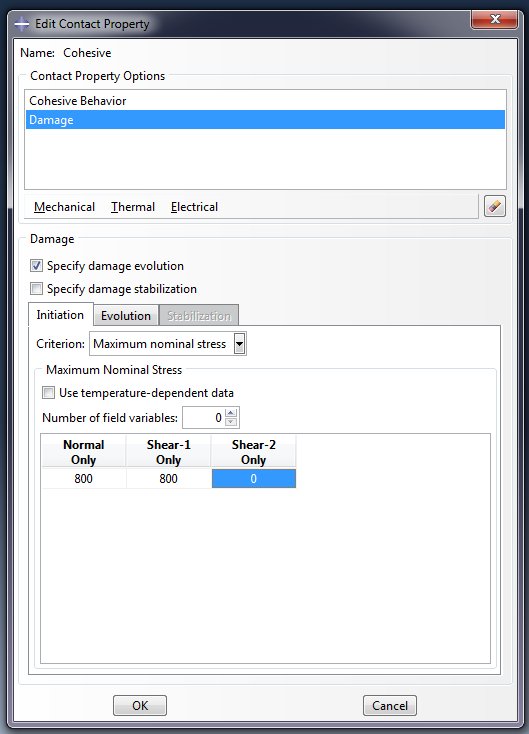 Edit Contact Property
Name: Cohesive
Contact Property Options
Cohesive Behavior
Damage
Mechanical Thermal Electrical
Damage
Specify damage evolution
Specify damage stabilization
Initiation Evolution Stabilization
Criterion: Maximum nominal stress
Maximum Nominal Stress
Use temperature-dependent data
Number of field variables: 0
Normal Only Shear-1 Only Shear-2 Only
800 800 0
OK Cancel